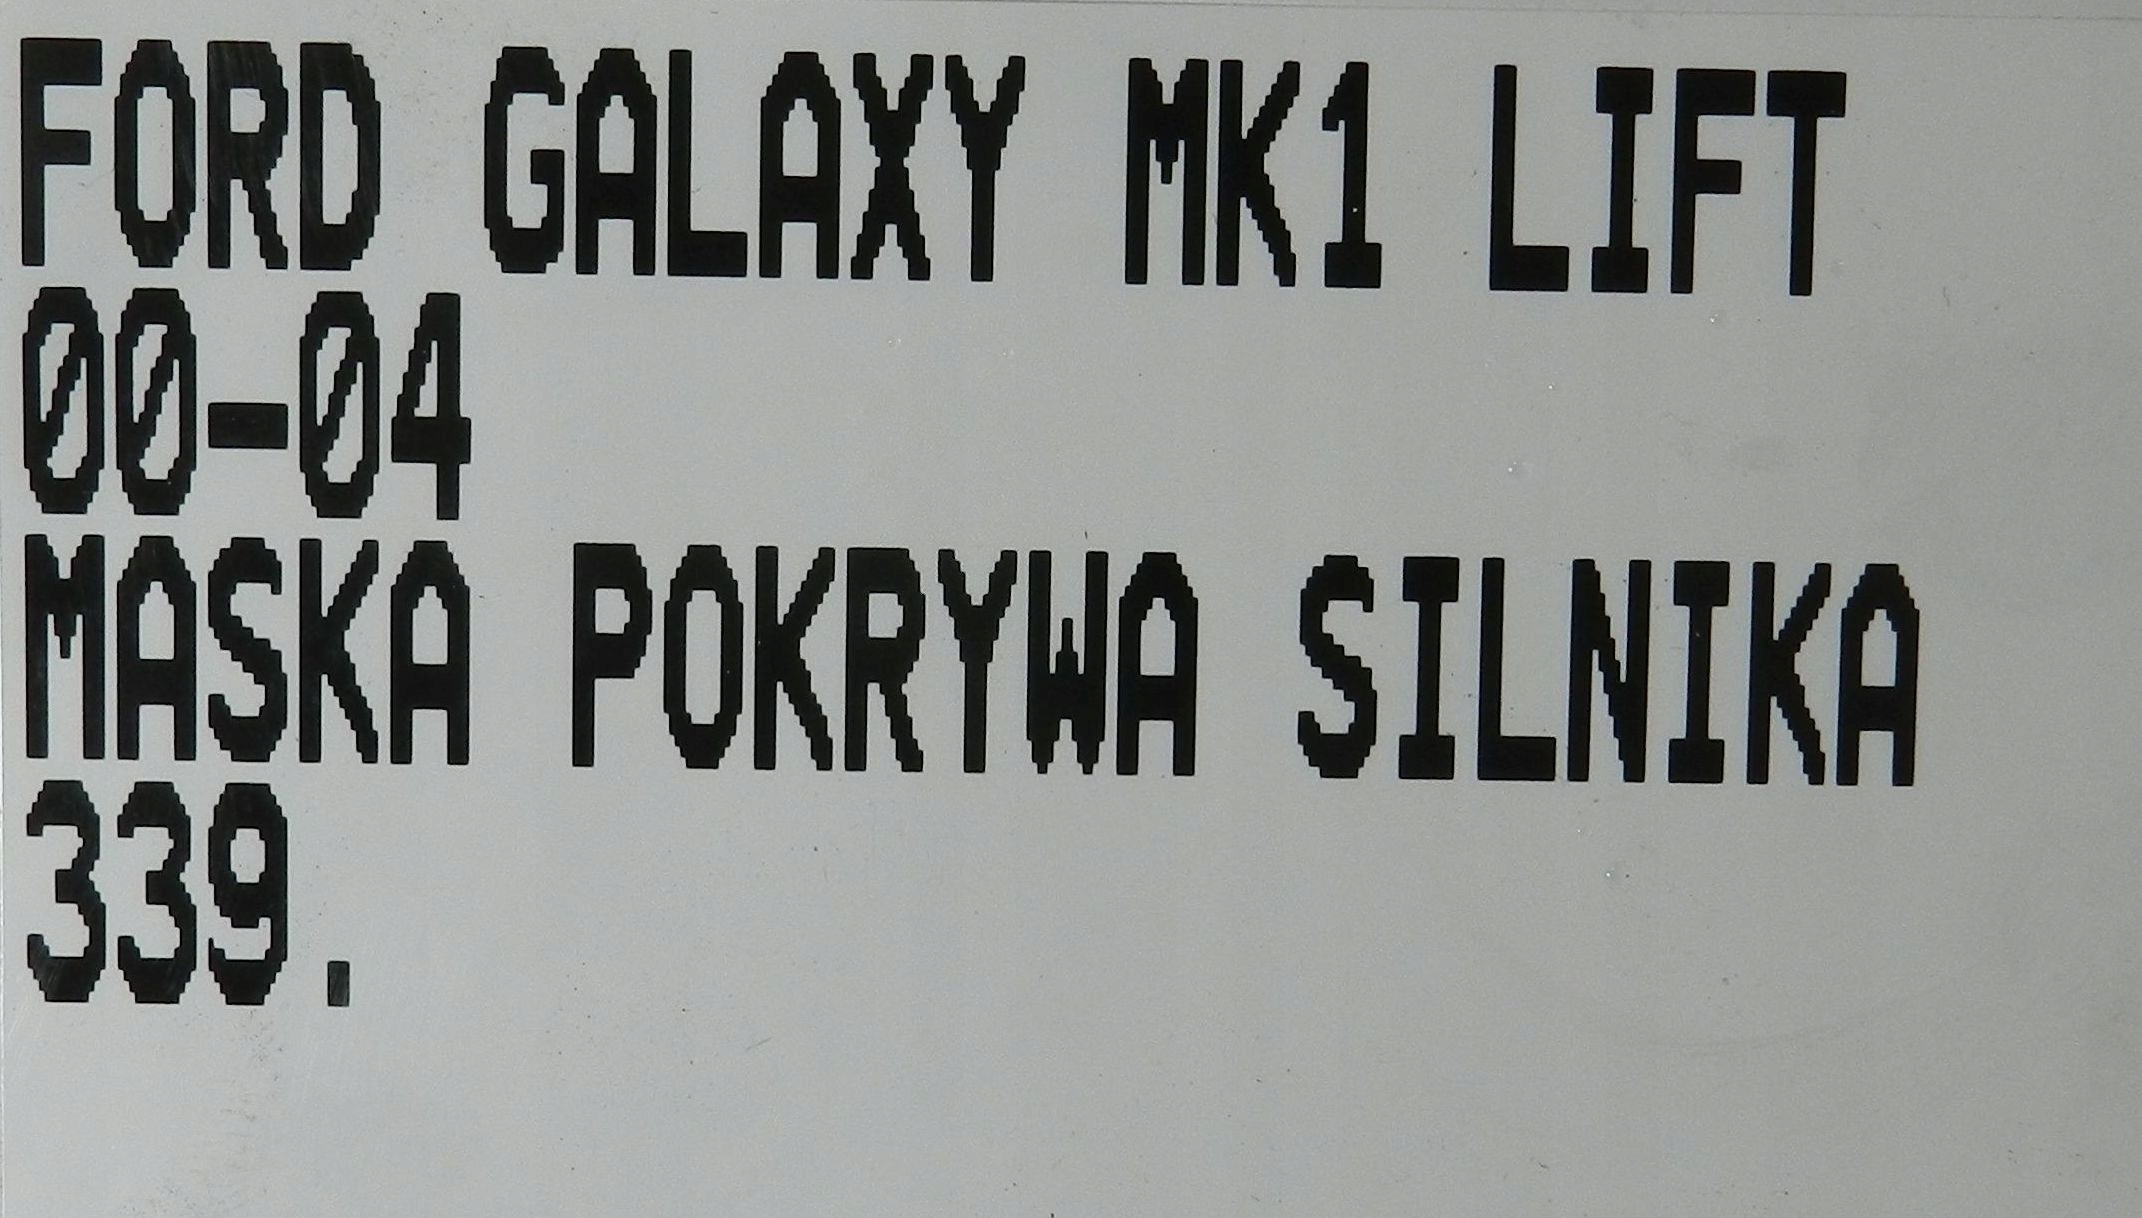 FORD GALAXY MK1 LIFT
00-04
MASKA POKRYWA SILNIKA
339.